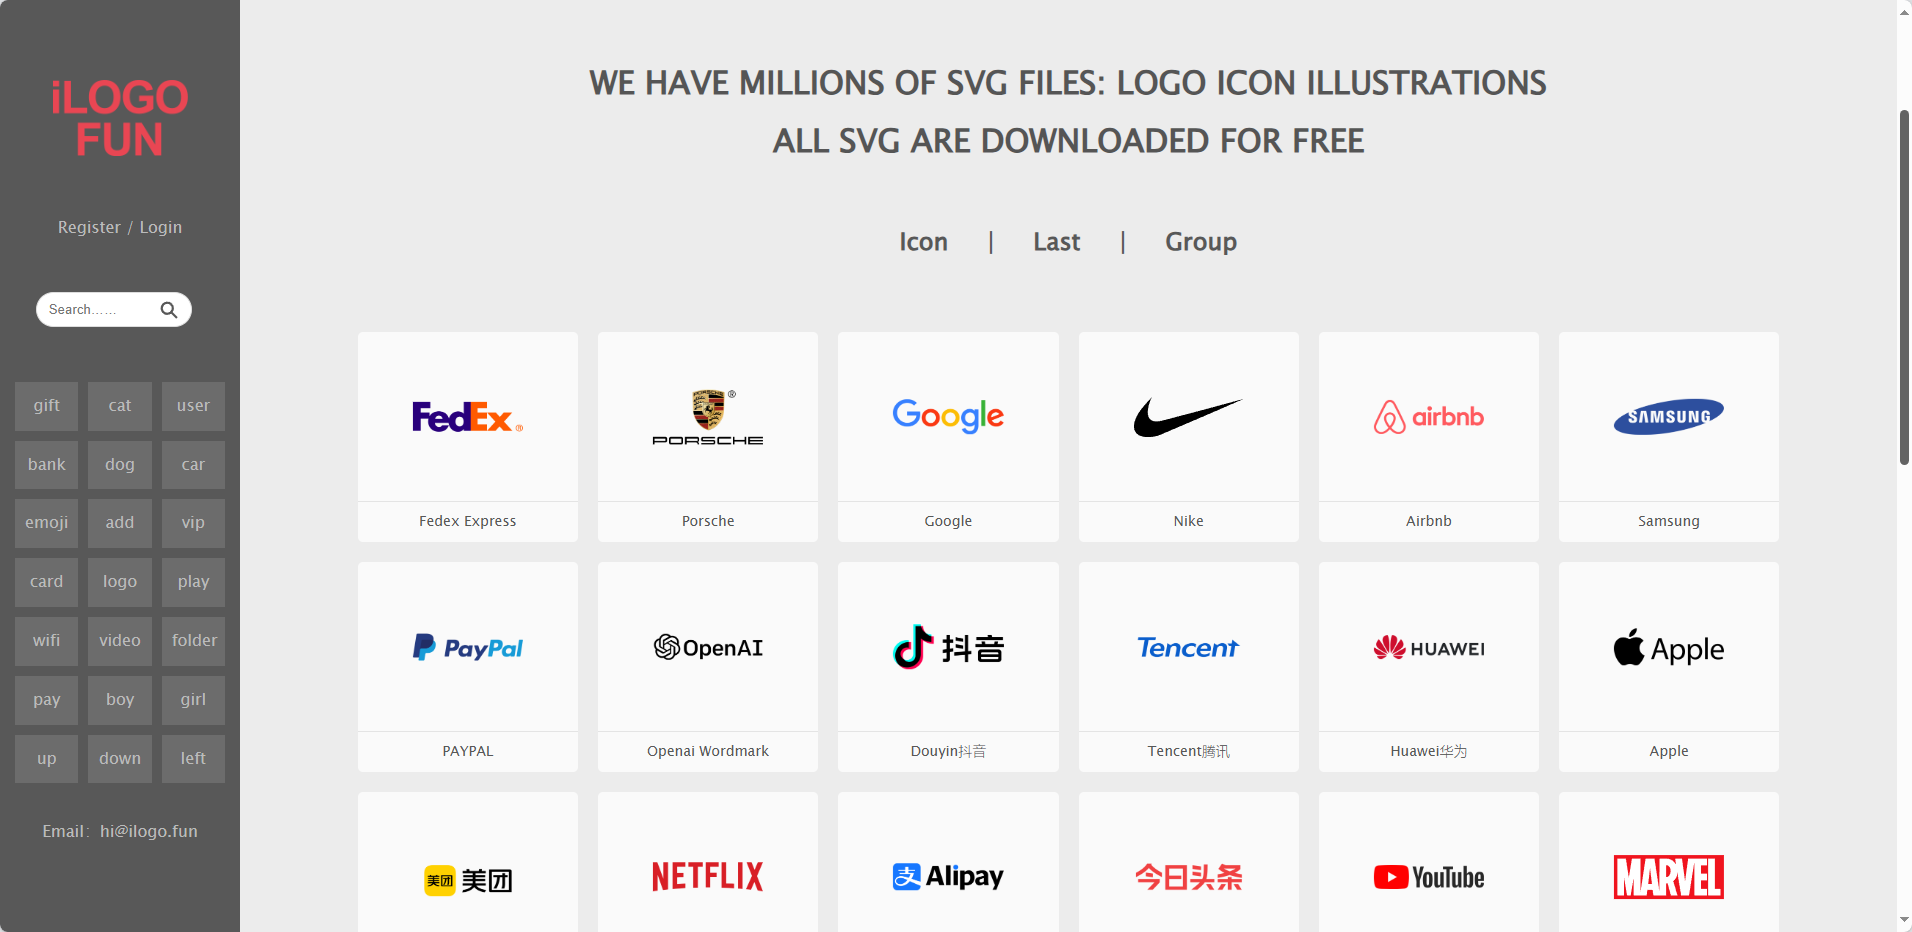 iLOGO
FUN
Register / Login
Search......
gift cat user
bank dog car
emoji add vip
card logo play
wifi video folder
pay boy girl
up down left
Email: hi@ilogo.fun
WE HAVE MILLIONS OF SVG FILES: LOGO ICON ILLUSTRATIONS
ALL SVG ARE DOWNLOADED FOR FREE
Icon | Last | Group
FedEx ®
Fedex Express
PORSCHE ®
PORSCHE
Porsche
Google
Google
Nike
airbnb
Airbnb
SAMSUNG
Samsung
PayPal
PAYPAL
OpenAI
Openai Wordmark
抖音
Douyin抖音
Tencent
Tencent腾讯
HUAWEI
Huawei华为
Apple
Apple
美团 美团
NETFLIX
支 Alipay
今日头条
YouTube
MARVEL